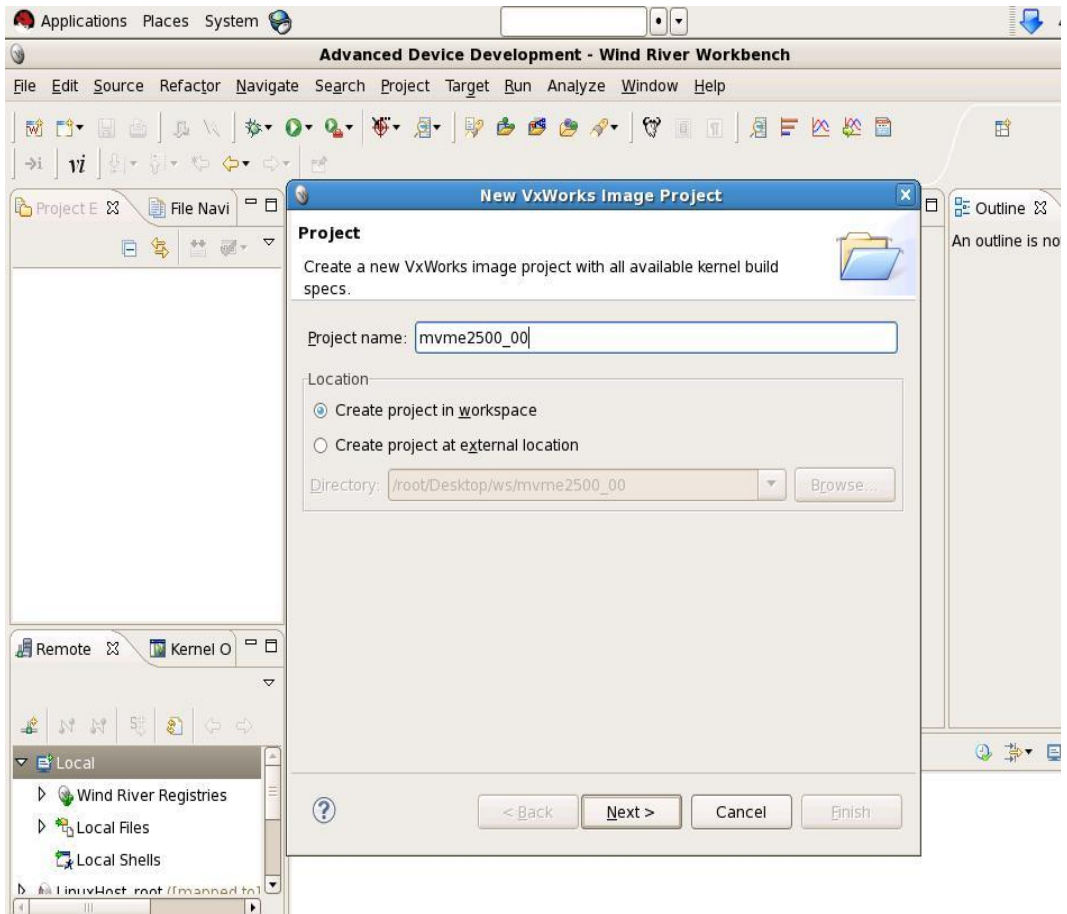 Applications Places System
Advanced Device Development - Wind River Workbench
File Edit Source Refactor Navigate Search Project Target Run Analyze Window Help
vi
Project E
File Navi
New VxWorks Image Project
Outline
Project
An outline is no
Create a new VxWorks image project with all available kernel build
specs.
Project name: mvme2500_00
Location
Create project in workspace
Create project at external location
Directory: /root/Desktop/ws/mvme2500_00 Browse...
Remote
Kernel O
Local
Wind River Registries
Local Files
Local Shells
LinuxHost_root ([mapped to]
< Back Next > Cancel Finish